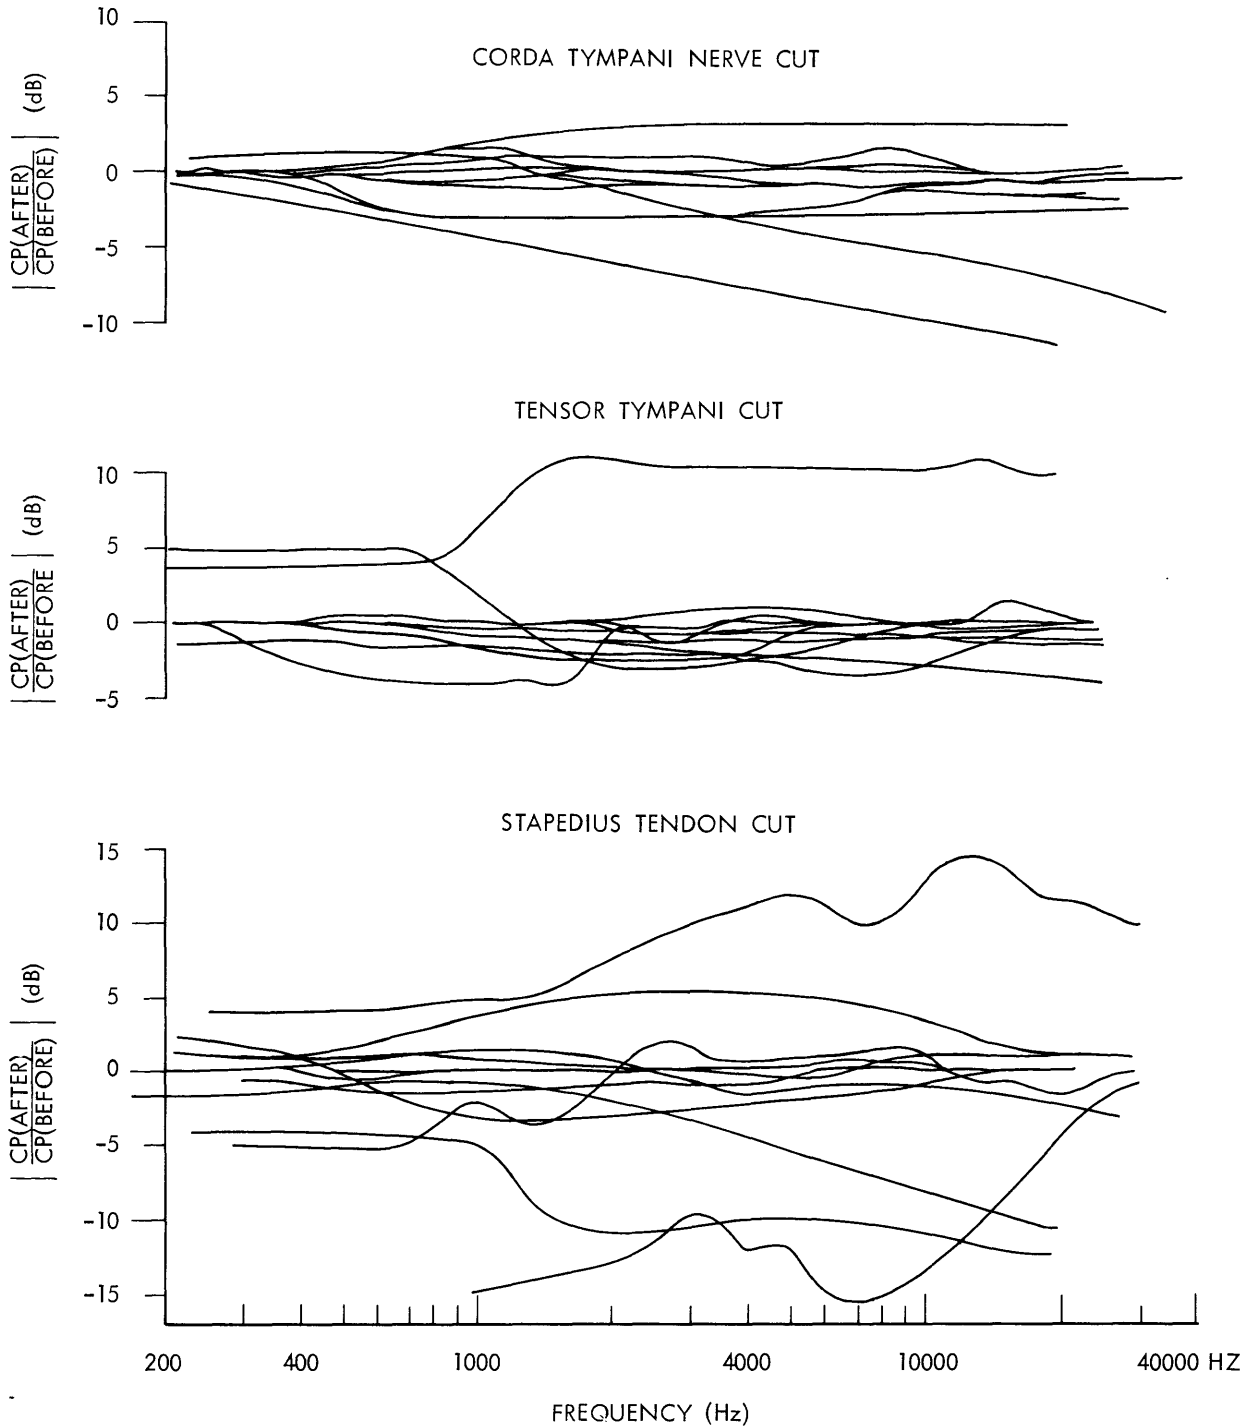 CORDA TYMPANI NERVE CUT
10
5
0
-5
-10
| CP(AFTER) / CP(BEFORE) | (dB)
TENSOR TYMPANI CUT
10
5
0
-5
| CP(AFTER) / CP(BEFORE | (dB)
STAPEDIUS TENDON CUT
15
10
5
0
-5
-10
-15
| CP(AFTER) / CP(BEFORE) | (dB)
200 400 1000 4000 10000 40000 HZ
FREQUENCY (Hz)